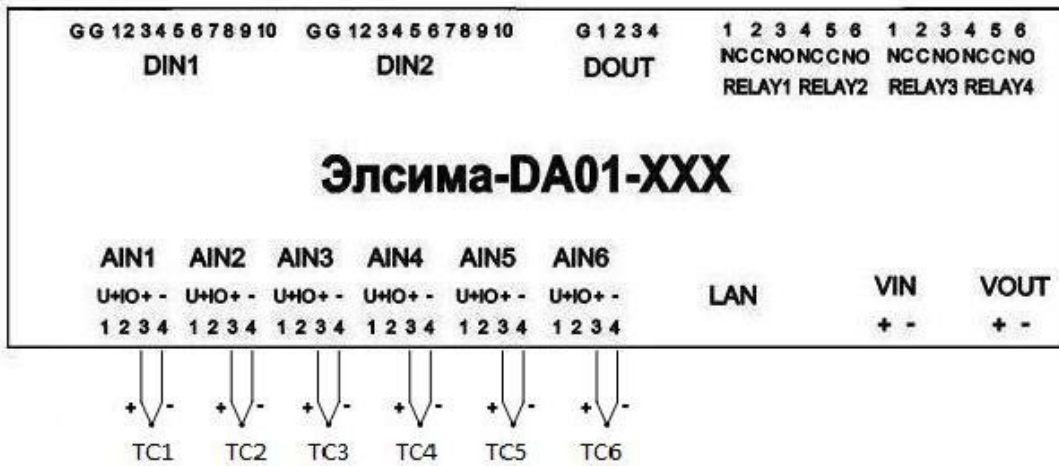 G G 1 2 3 4 5 6 7 8 9 10 G G 1 2 3 4 5 6 7 8 9 10 G 1 2 3 4 1 2 3 4 5 6 1 2 3 4 5 6
NC C NO NC C NO NC C NO NC C NO
DIN1 DIN2 DOUT
RELAY1 RELAY2 RELAY3 RELAY4
Элсима-DA01-XXX
AIN1 AIN2 AIN3 AIN4 AIN5 AIN6
U+IO+ - U+IO+ - U+IO+ - U+IO+ - U+IO+ - U+IO+ - LAN VIN VOUT
1 2 3 4 1 2 3 4 1 2 3 4 1 2 3 4 1 2 3 4 1 2 3 4 + - + -
+ - + - + - + - + - + -
TC1 TC2 TC3 TC4 TC5 TC6